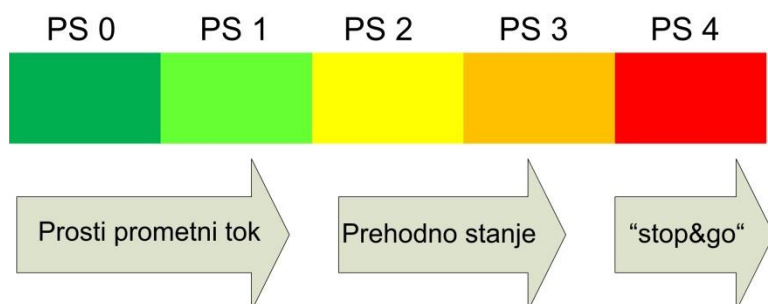 PS 0 PS 1 PS 2 PS 3 PS 4
Prosti prometni tok Prehodno stanje “stop&go“